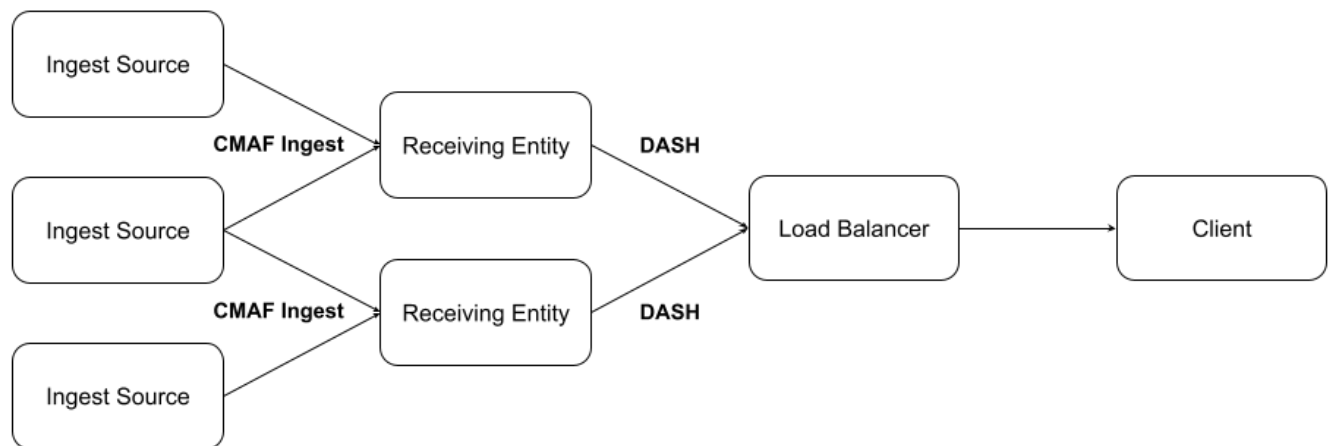 Ingest Source
CMAF Ingest
Receiving Entity
DASH
Ingest Source
Load Balancer
Client
CMAF Ingest
Receiving Entity
DASH
Ingest Source